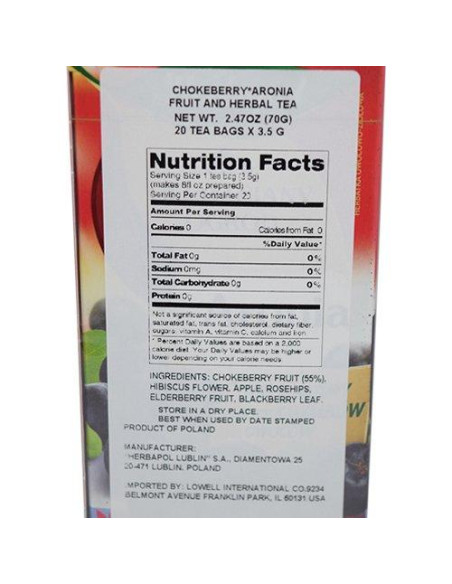 CHOKEBERRY*ARONIA
FRUIT AND HERBAL TEA
NET WT. 2.47OZ (70G)
20 TEA BAGS X 3.5 G
Nutrition Facts
Serving Size 1 tea bag (3.5g)
(makes 8fl oz prepared)
Serving Per Container 20
Amount Per Serving
Calories 0 Calories from Fat 0
%Daily Value*
Total Fat 0g 0%
Sodium 0mg 0%
Total Carbohydrate 0g 0%
Protein 0g
Not a significant source of calories from fat,
saturated fat, trans fat, cholesterol, dietary fiber,
sugars, vitamin A, vitamin C, calcium and iron.
* Percent Daily Values are based on a 2,000
calorie diet. Your Daily Values may be higher or
lower depending on your calorie needs.
INGREDIENTS: CHOKEBERRY FRUIT (55%),
HIBISCUS FLOWER, APPLE, ROSEHIPS,
ELDERBERRY FRUIT, BLACKBERRY LEAF.
STORE IN A DRY PLACE.
BEST WHEN USED BY DATE STAMPED
PRODUCT OF POLAND
MANUFACTURER:
"HERBAPOL LUBLIN" S.A., DIAMENTOWA 25
20-471 LUBLIN, POLAND
IMPORTED BY: LOWELL INTERNATIONAL CO.9234
BELMONT AVENUE FRANKLIN PARK, IL 60131 USA